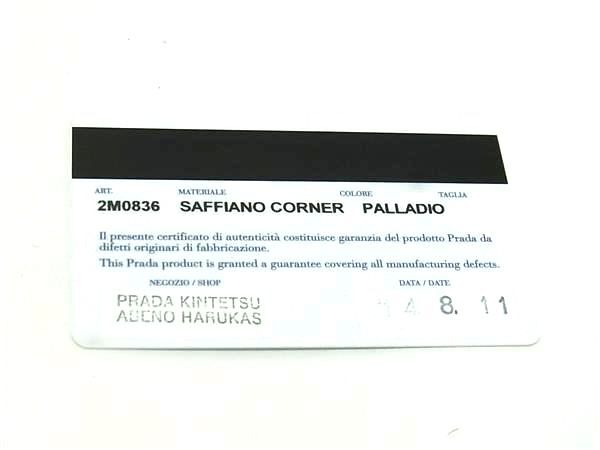 ART. MATERIALE COLORE TAGLIA
2M0836 SAFFIANO CORNER PALLADIO
Il presente certificato di autenticità costituisce garanzia del prodotto Prada da
difetti originari di fabbricazione.
This Prada product is granted a guarantee covering all manufacturing defects.
NEGOZIO / SHOP DATA / DATE
PRADA KINTETSU
ABENO HARUKAS
14. 8. 11